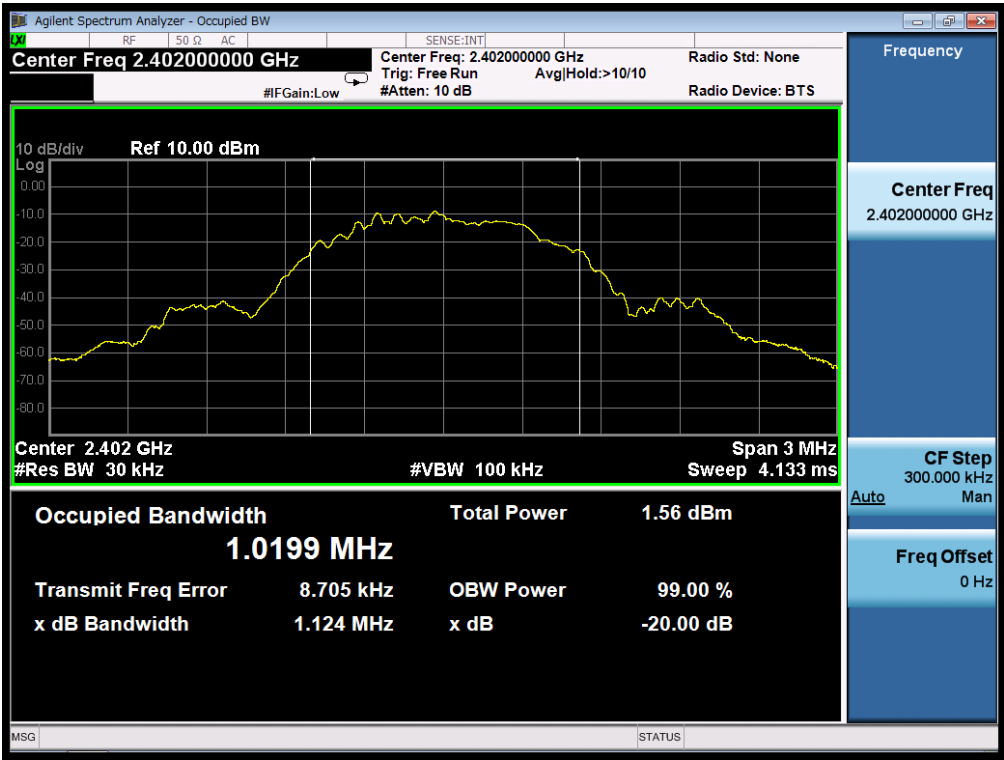 Agilent Spectrum Analyzer - Occupied BW
LXI
RF 50 Ω AC SENSE:INT
Center Freq 2.402000000 GHz
Center Freq: 2.402000000 GHz Radio Std: None
Trig: Free Run Avg|Hold:>10/10
#IFGain:Low #Atten: 10 dB Radio Device: BTS
10 dB/div Ref 10.00 dBm
Log
0.00
-10.0
-20.0
-30.0
-40.0
-50.0
-60.0
-70.0
-80.0
Center 2.402 GHz Span 3 MHz
#Res BW 30 kHz #VBW 100 kHz Sweep 4.133 ms
Occupied Bandwidth Total Power 1.56 dBm
1.0199 MHz
Transmit Freq Error 8.705 kHz OBW Power 99.00 %
x dB Bandwidth 1.124 MHz x dB -20.00 dB
Frequency
Center Freq
2.402000000 GHz
CF Step
300.000 kHz
Auto Man
Freq Offset
0 Hz
MSG STATUS